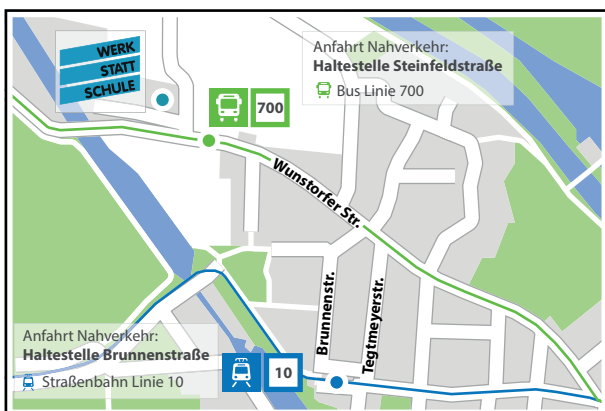 WERK
STATT
SCHULE
Anfahrt Nahverkehr:
Haltestelle Steinfeldstraße
Bus Linie 700
700
Wunstorfer Str.
Brunnenstr.
Tegtmeyerstr.
Anfahrt Nahverkehr:
Haltestelle Brunnenstraße
Straßenbahn Linie 10
10